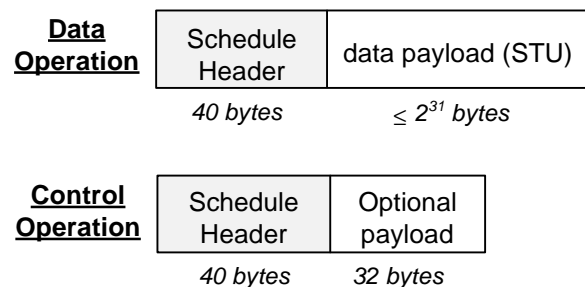 Data
Operation
Schedule
Header
data payload (STU)
40 bytes
≤ 2³¹ bytes
Control
Operation
Schedule
Header
Optional
payload
40 bytes
32 bytes